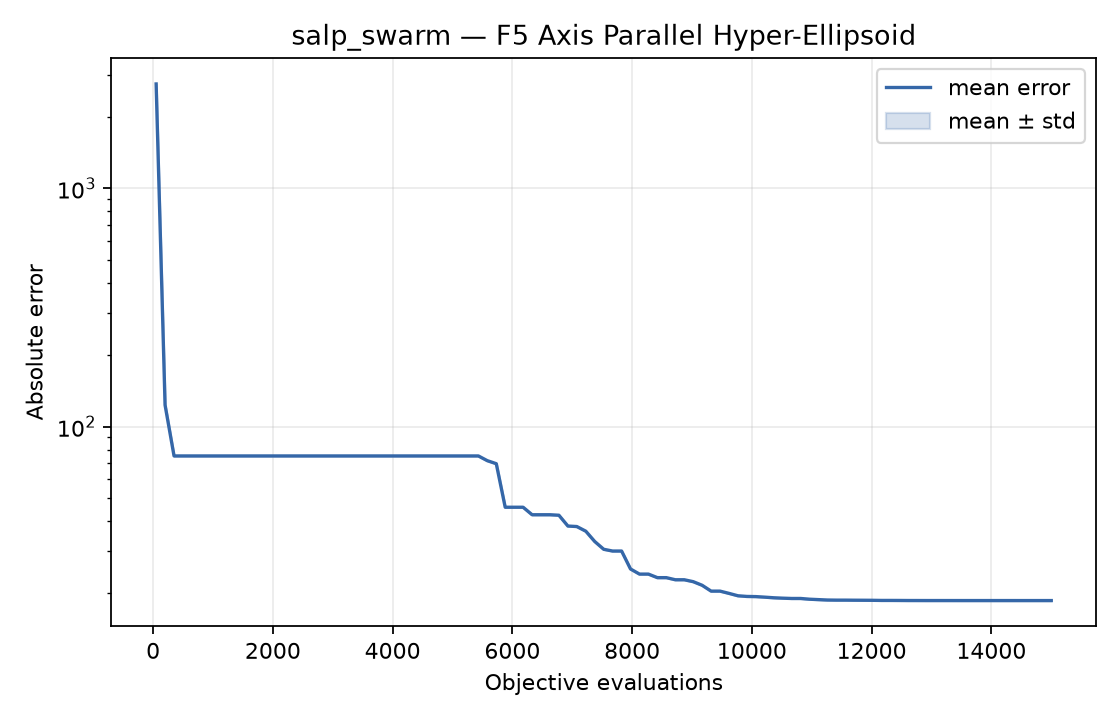 salp_swarm — F5 Axis Parallel Hyper-Ellipsoid
mean error
mean ± std
10³
10²
Absolute error
0 2000 4000 6000 8000 10000 12000 14000
Objective evaluations